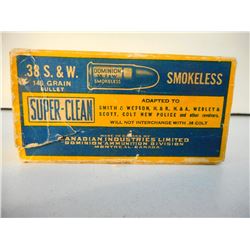 .38 S. & W.
146 GRAIN
BULLET
DOMINION
SMOKELESS
SMOKELESS
SUPER-CLEAN
ADAPTED TO
SMITH & WESSON, H & R., H. & A., WEBLEY &
SCOTT, COLT NEW POLICE and other revolvers.
WILL NOT INTERCHANGE WITH .38 COLT
CANADIAN INDUSTRIES LIMITED
DOMINION AMMUNITION DIVISION
MONTREAL CANADA